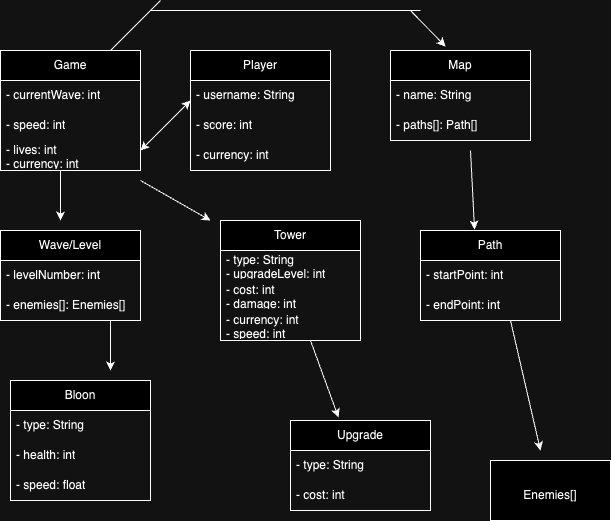 Game
- currentWave: int
- speed: int
- lives: int
- currency: int
Player
- username: String
- score: int
- currency: int
Map
- name: String
- paths[]: Path[]
Wave/Level
- levelNumber: int
- enemies[]: Enemies[]
Tower
- type: String
- upgradeLevel: int
- cost: int
- damage: int
- currency: int
- speed: int
Path
- startPoint: int
- endPoint: int
Bloon
- type: String
- health: int
- speed: float
Upgrade
- type: String
- cost: int
Enemies[]